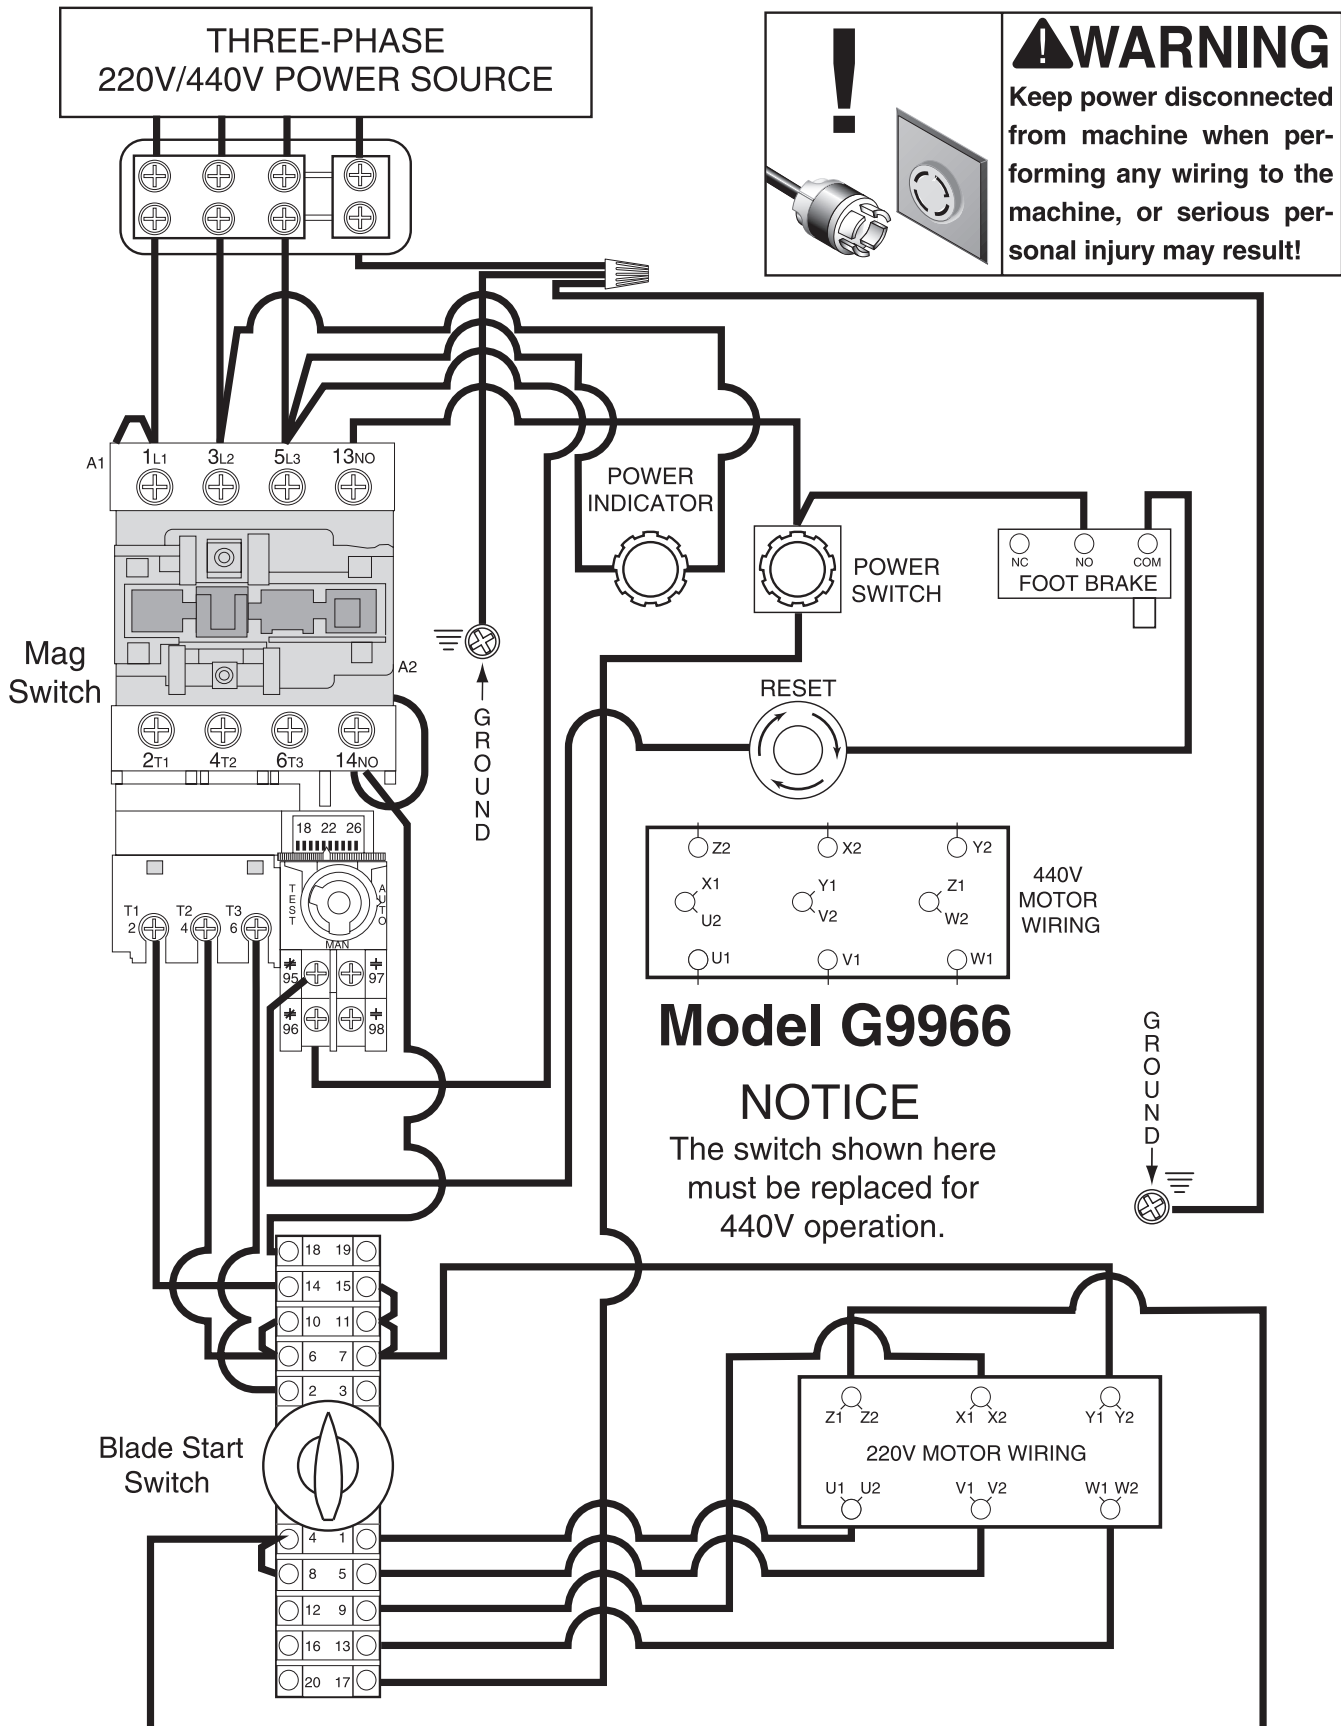 THREE-PHASE
220V/440V POWER SOURCE
WARNING
Keep power disconnected
from machine when per-
forming any wiring to the
machine, or serious per-
sonal injury may result!
A1
1L1 3L2 5L3 13NO
POWER
INDICATOR
POWER
SWITCH
NC NO COM
FOOT BRAKE
Mag
Switch
A2
2T1 4T2 6T3 14NO
GROUND
RESET
18 22 26
TEST
AUTO
MAN
T1 T2 T3
2 4 6
95 97
96 98
Z2 X2 Y2
X1 Y1 Z1
U2 V2 W2
U1 V1 W1
440V
MOTOR
WIRING
Model G9966
NOTICE
The switch shown here
must be replaced for
440V operation.
GROUND
18 19
14 15
10 11
6 7
2 3
Blade Start
Switch
4 1
8 5
12 9
16 13
20 17
Z1 Z2 X1 X2 Y1 Y2
220V MOTOR WIRING
U1 U2 V1 V2 W1 W2